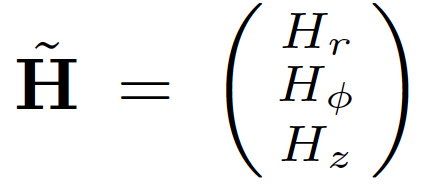 H̃ = ( H_r
H_ϕ
H_z )